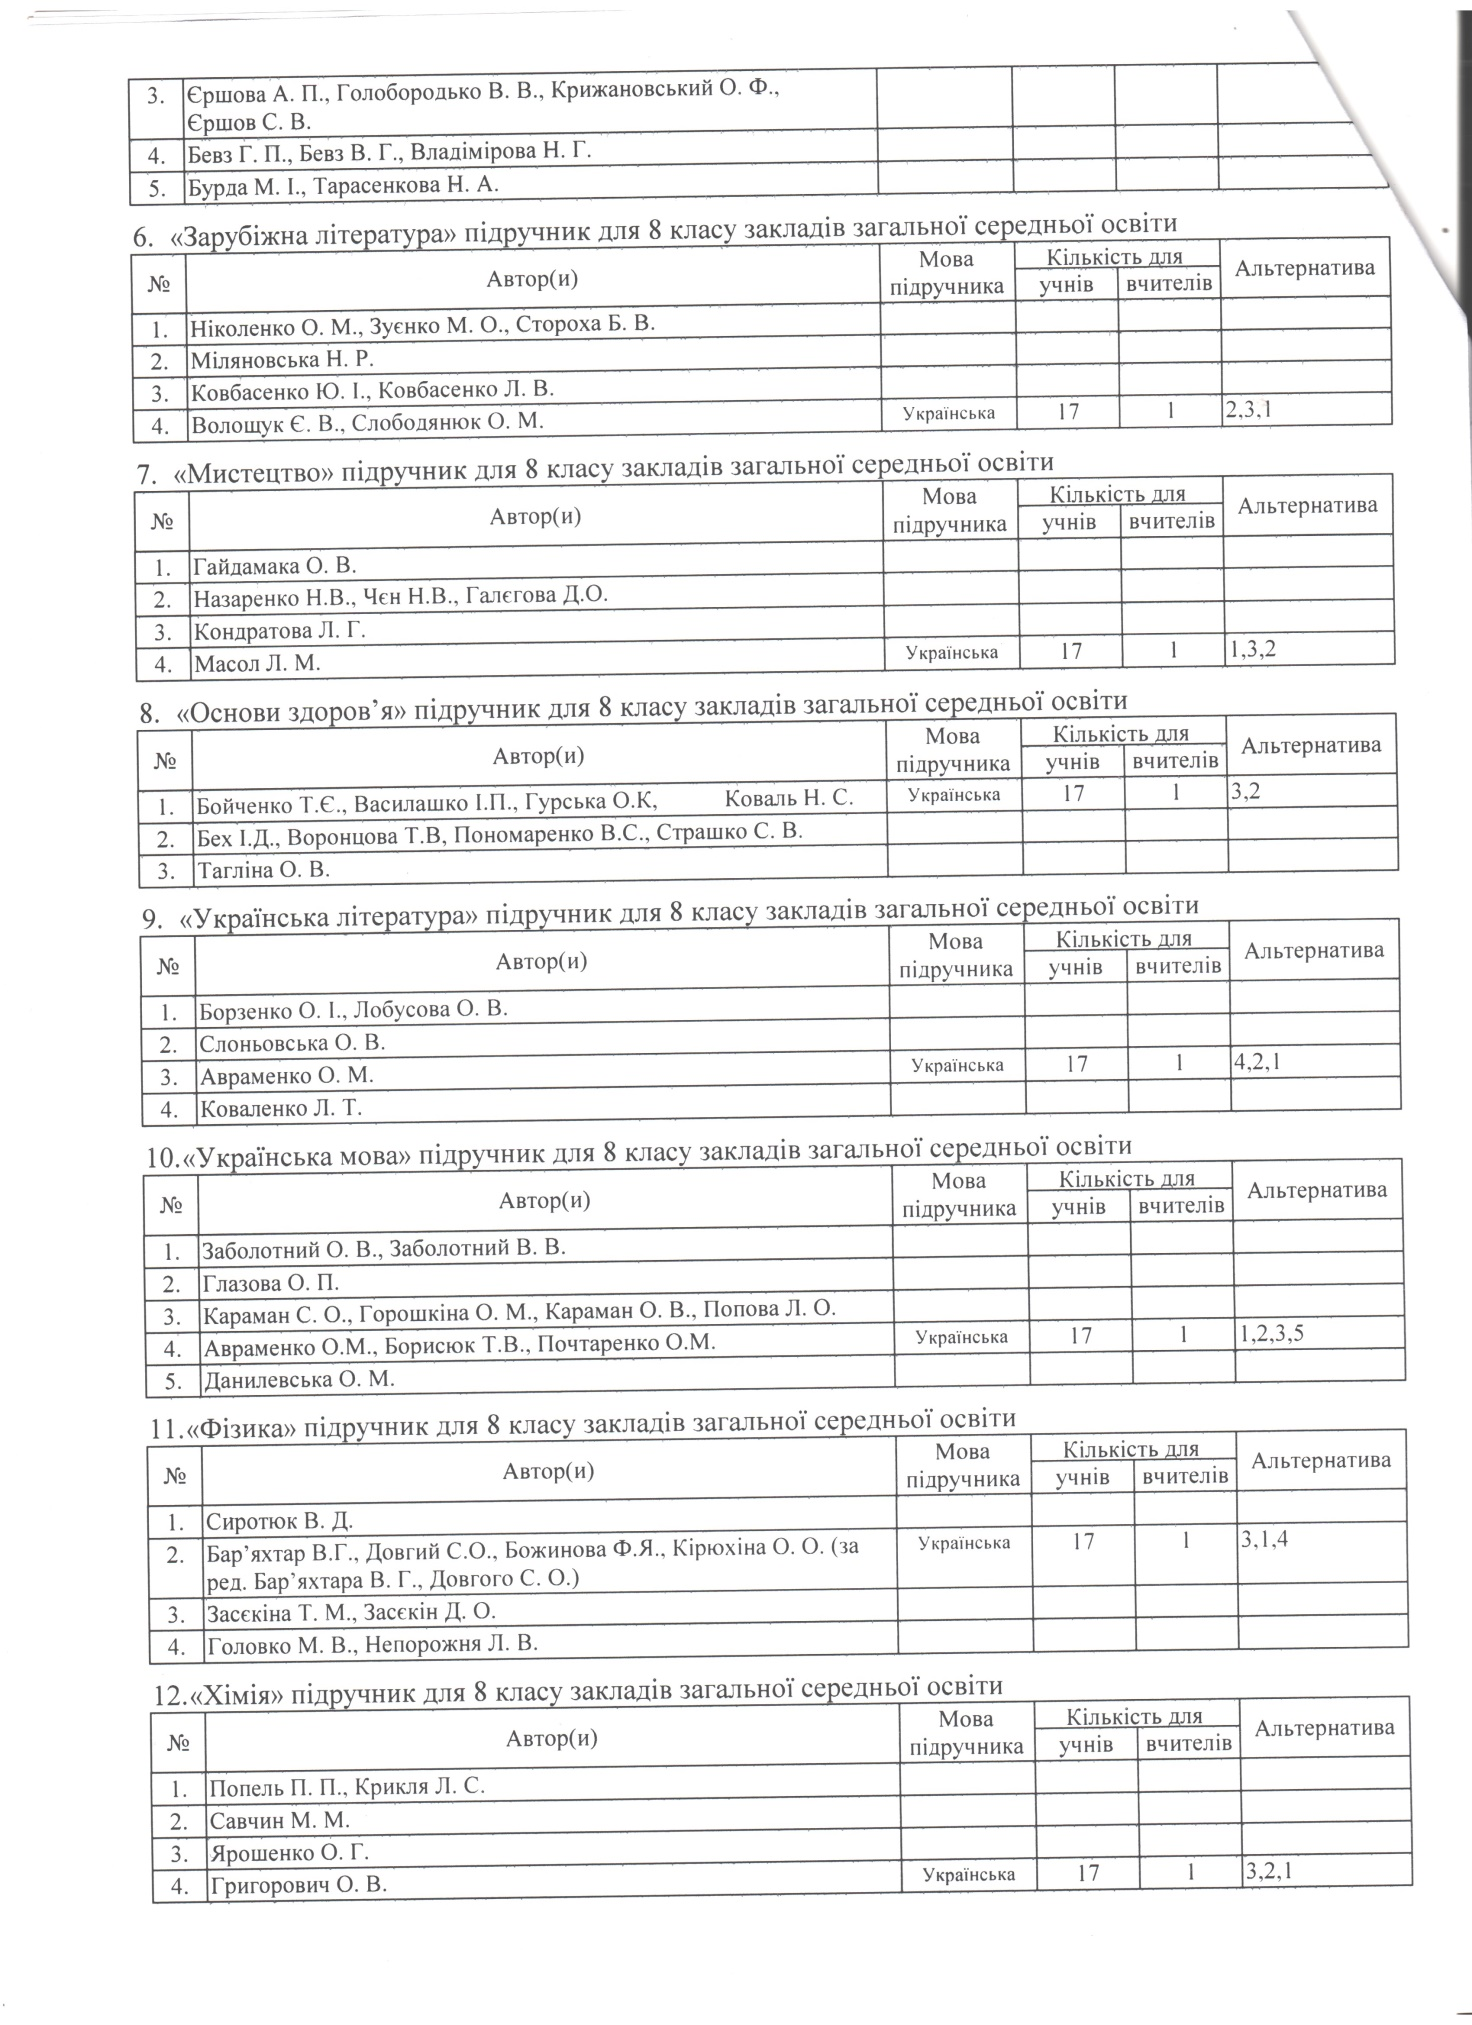 3. Єршова А. П., Голобородько В. В., Крижановський О. Ф.,
Єршов С. В.
4. Бевз Г. П., Бевз В. Г., Владімірова Н. Г.
5. Бурда М. І., Тарасенкова Н. А.
6. «Зарубіжна література» підручник для 8 класу закладів загальної середньої освіти
№ Автор(и) Мова підручника Кількість для учнів вчителів Альтернатива
1. Ніколенко О. М., Зуєнко М. О., Стороха Б. В.
2. Міляновська Н. Р.
3. Ковбасенко Ю. І., Ковбасенко Л. В.
4. Волощук Є. В., Слободянюк О. М. Українська 17 1 2,3,1
7. «Мистецтво» підручник для 8 класу закладів загальної середньої освіти
№ Автор(и) Мова підручника Кількість для учнів вчителів Альтернатива
1. Гайдамака О. В.
2. Назаренко Н.В., Чєн Н.В., Галєгова Д.О.
3. Кондратова Л. Г.
4. Масол Л. М. Українська 17 1 1,3,2
8. «Основи здоров’я» підручник для 8 класу закладів загальної середньої освіти
№ Автор(и) Мова підручника Кількість для учнів вчителів Альтернатива
1. Бойченко Т.Є., Василашко І.П., Гурська О.К, Коваль Н. С. Українська 17 1 3,2
2. Бех І.Д., Воронцова Т.В, Пономаренко В.С., Страшко С. В.
3. Тагліна О. В.
9. «Українська література» підручник для 8 класу закладів загальної середньої освіти
№ Автор(и) Мова підручника Кількість для учнів вчителів Альтернатива
1. Борзенко О. І., Лобусова О. В.
2. Слоньовська О. В.
3. Авраменко О. М. Українська 17 1 4,2,1
4. Коваленко Л. Т.
10.«Українська мова» підручник для 8 класу закладів загальної середньої освіти
№ Автор(и) Мова підручника Кількість для учнів вчителів Альтернатива
1. Заболотний О. В., Заболотний В. В.
2. Глазова О. П.
3. Караман С. О., Горошкіна О. М., Караман О. В., Попова Л. О.
4. Авраменко О.М., Борисюк Т.В., Почтаренко О.М. Українська 17 1 1,2,3,5
5. Данилевська О. М.
11.«Фізика» підручник для 8 класу закладів загальної середньої освіти
№ Автор(и) Мова підручника Кількість для учнів вчителів Альтернатива
1. Сиротюк В. Д.
2. Бар’яхтар В.Г., Довгий С.О., Божинова Ф.Я., Кірюхіна О. О. (за Українська 17 1 3,1,4
ред. Бар’яхтара В. Г., Довгого С. О.)
3. Засєкіна Т. М., Засєкін Д. О.
4. Головко М. В., Непорожня Л. В.
12.«Хімія» підручник для 8 класу закладів загальної середньої освіти
№ Автор(и) Мова підручника Кількість для учнів вчителів Альтернатива
1. Попель П. П., Крикля Л. С.
2. Савчин М. М.
3. Ярошенко О. Г.
4. Григорович О. В. Українська 17 1 3,2,1